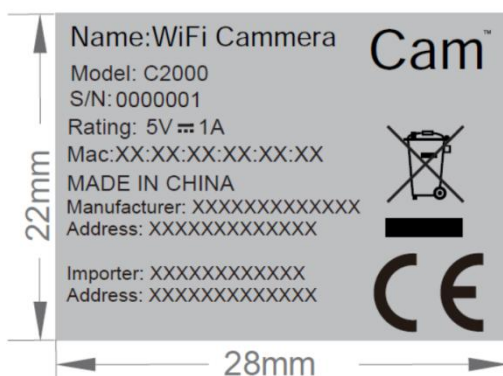 Name:WiFi Cammera
Cam™
Model: C2000
S/N:0000001
Rating: 5V⎓1A
Mac:XX:XX:XX:XX:XX:XX
MADE IN CHINA
Manufacturer: XXXXXXXXXXXXX
Address: XXXXXXXXXXXXX
Importer: XXXXXXXXXXXX
Address: XXXXXXXXXXXXX
CE
22mm
28mm